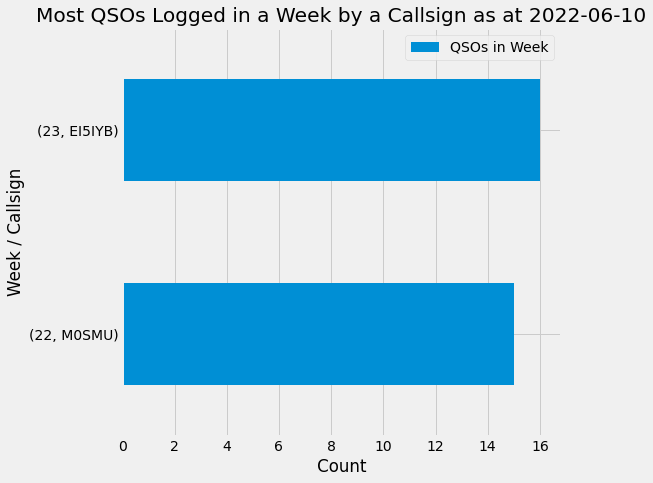 Most QSOs Logged in a Week by a Callsign as at 2022-06-10
QSOs in Week
(23, EI5IYB)
(22, M0SMU)
Week / Callsign
0 2 4 6 8 10 12 14 16
Count